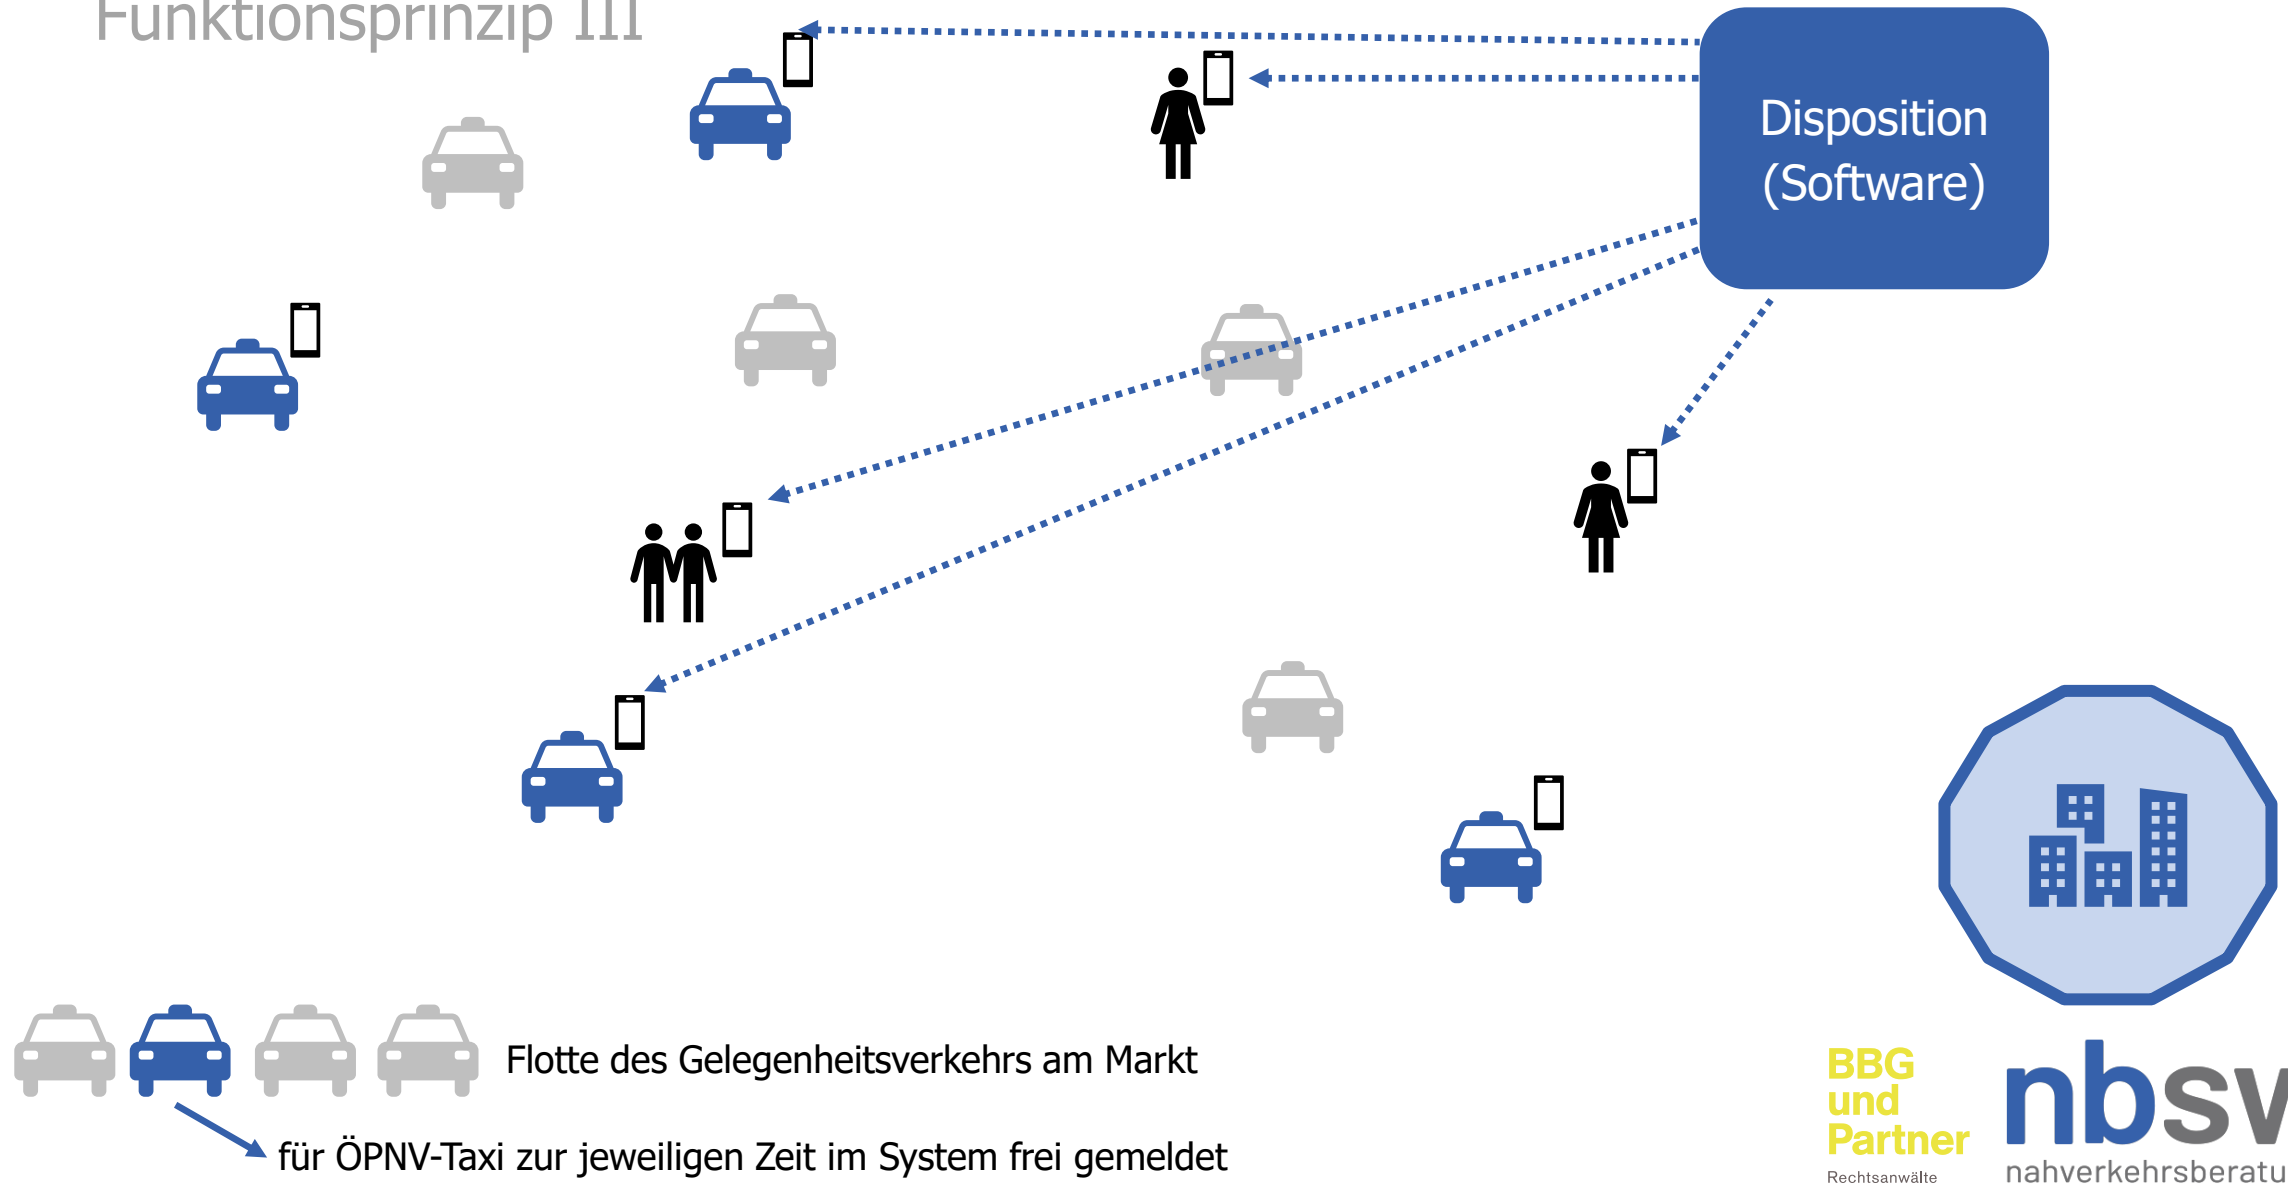 Funktionsprinzip III
Disposition
(Software)
Flotte des Gelegenheitsverkehrs am Markt
für ÖPNV-Taxi zur jeweiligen Zeit im System frei gemeldet
BBG
und
Partner
Rechtsanwälte
nbsw
nahverkehrsberatu